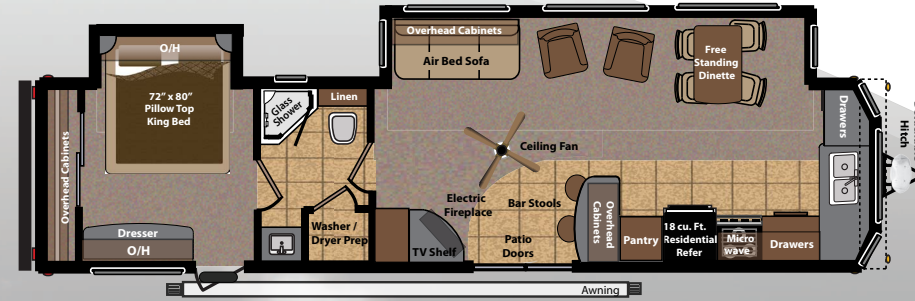 O/H
72” x 80”
Pillow Top
King Bed
Overhead Cabinets
Dresser
O/H
Glass
Shower
Linen
Washer /
Dryer Prep
Overhead Cabinets
Air Bed Sofa
Free
Standing
Dinette
Ceiling Fan
Electric
Fireplace
TV Shelf
Bar Stools
Patio
Doors
Overhead
Cabinets
Pantry
18 cu. Ft.
Residential
Refer
Micro
wave
Drawers
Drawers
Hitch
Awning